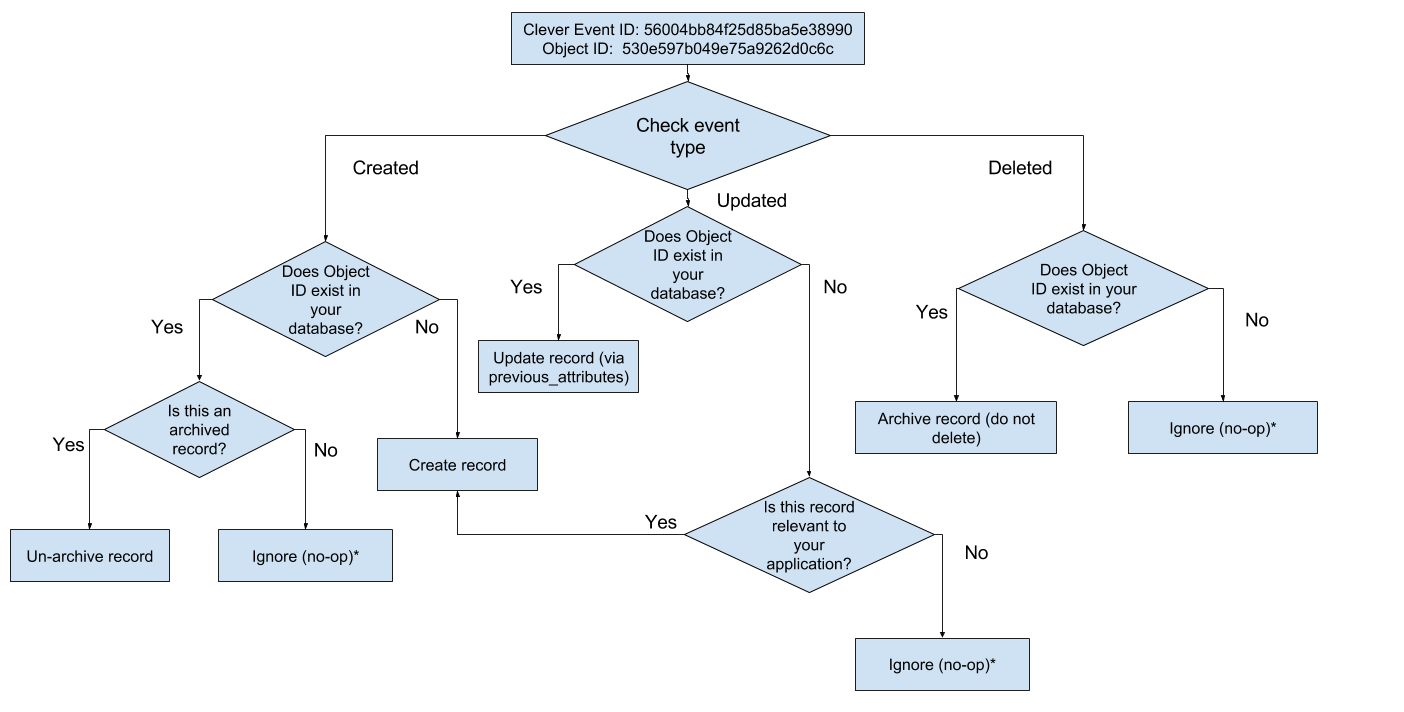 Clever Event ID: 56004bb84f25d85ba5e38990
Object ID:  530e597b049e75a9262d0c6c
Check event
type
Created
Updated
Deleted
Does Object
ID exist in
your
database?
Yes
No
Does Object
ID exist in
your
database?
Yes
No
Does Object
ID exist in your
database?
Yes
No
Is this an
archived
record?
Yes
No
Update record (via
previous_attributes)
Create record
Archive record (do not
delete)
Ignore (no-op)*
Un-archive record
Ignore (no-op)*
Is this record
relevant to
your
application?
Yes
No
Ignore (no-op)*